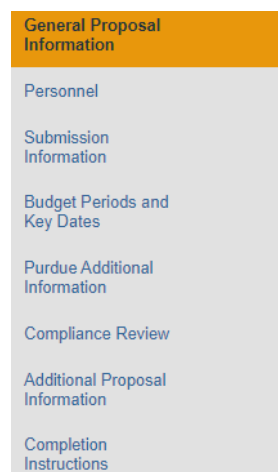 General Proposal
Information
Personnel
Submission
Information
Budget Periods and
Key Dates
Purdue Additional
Information
Compliance Review
Additional Proposal
Information
Completion
Instructions